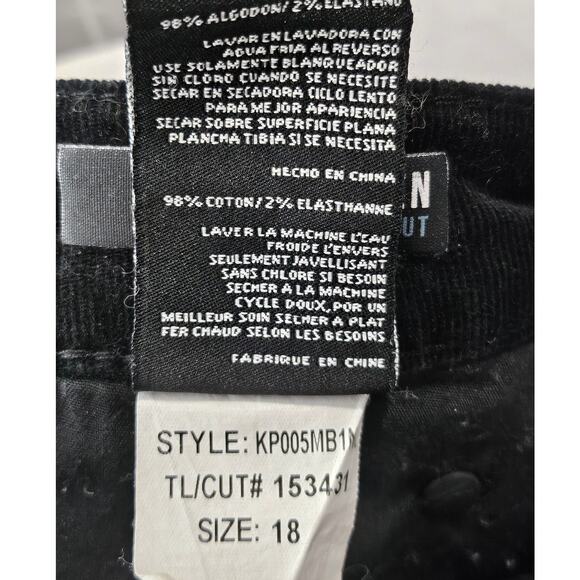 98% ALGODON/2% ELASTHANO
LAVAR EN LAVADORA CON
AGUA FRIA AL REVERSO
USE SOLAMENTE BLANQUEADOR
SIN CLORO CUANDO SE NECESITE
SECAR EN SECADORA CICLO LENTO
PARA MEJOR APARIENCIA
SECAR SOBRE SUPERFICIE PLANA
PLANCHA TIBIA SI SE NECESITA
HECHO EN CHINA
98% COTON/2% ELASTHANNE
LAVER LA MACHINE L'EAU
FROIDE L'ENVERS
SEULEMENT JAVELLISANT
SANS CHLORE SI BESOIN
SECHER A LA MACHINE
CYCLE DOUX, POR UN
MEILLEUR SOIN SECHER A PLAT
FER CHAUD SELON LES BESOINS
FABRIQUE EN CHINE
EN
UT
STYLE: KP005MB1
TL/CUT# 153431
SIZE: 18